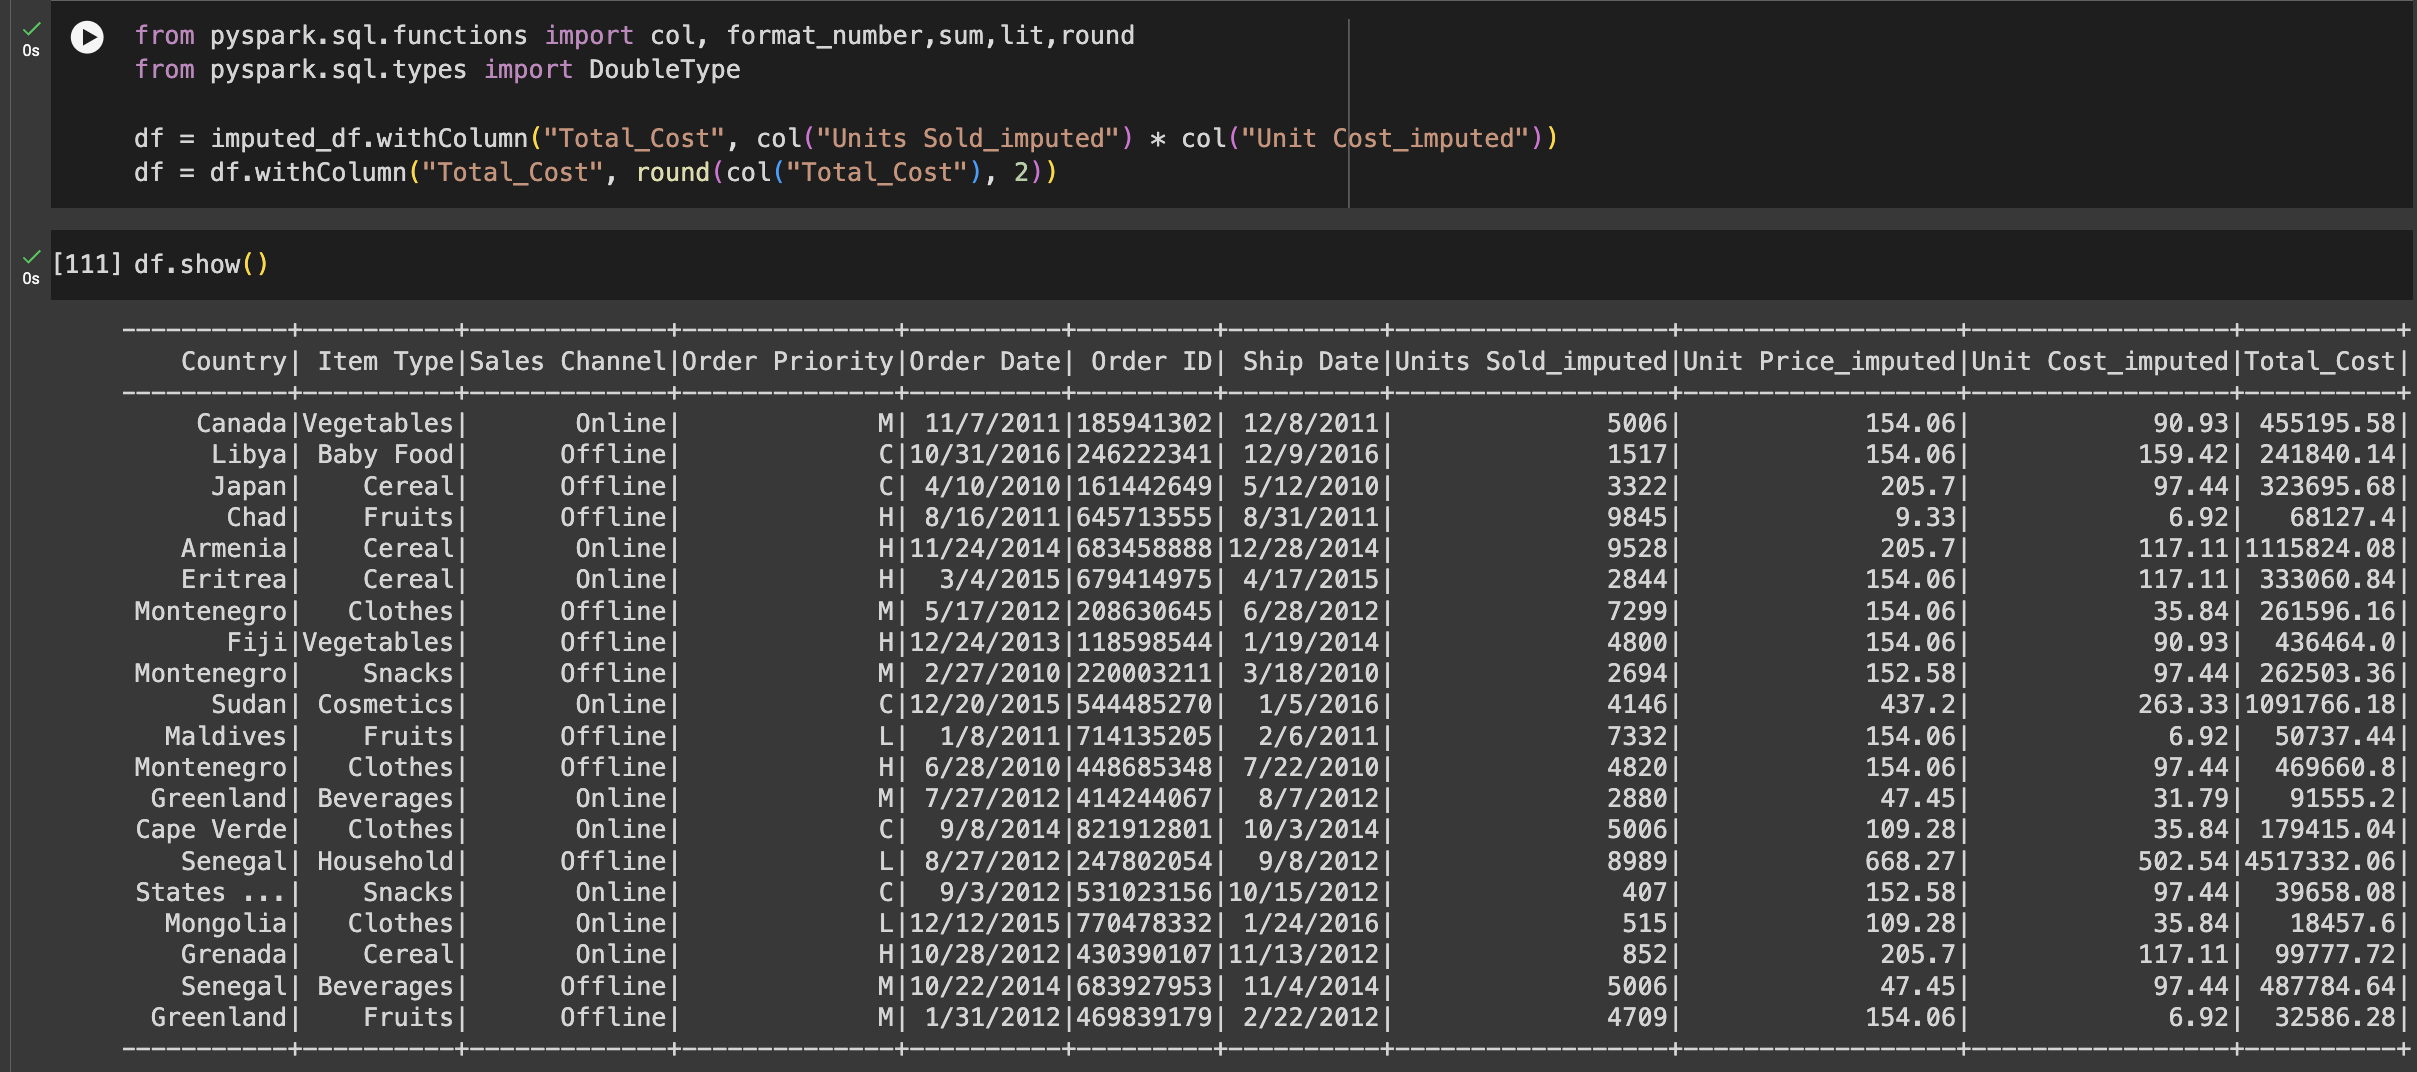 from pyspark.sql.functions import col, format_number,sum,lit,round
0s
from pyspark.sql.types import DoubleType
df = imputed_df.withColumn("Total_Cost", col("Units Sold_imputed") * col("Unit Cost_imputed"))
df = df.withColumn("Total_Cost", round(col("Total_Cost"), 2))
[111] df.show()
0s
-----------+----------+-------------+--------------+----------+---------+----------+------------------+------------------+-----------------+----------+
Country| Item Type|Sales Channel|Order Priority|Order Date| Order ID| Ship Date|Units Sold_imputed|Unit Price_imputed|Unit Cost_imputed|Total_Cost|
-----------+----------+-------------+--------------+----------+---------+----------+------------------+------------------+-----------------+----------+
Canada|Vegetables| Online| M| 11/7/2011|185941302| 12/8/2011| 5006| 154.06| 90.93| 455195.58|
Libya| Baby Food| Offline| C|10/31/2016|246222341| 12/9/2016| 1517| 154.06| 159.42| 241840.14|
Japan| Cereal| Offline| C| 4/10/2010|161442649| 5/12/2010| 3322| 205.7| 97.44| 323695.68|
Chad| Fruits| Offline| H| 8/16/2011|645713555| 8/31/2011| 9845| 9.33| 6.92| 68127.4|
Armenia| Cereal| Online| H|11/24/2014|683458888|12/28/2014| 9528| 205.7| 117.11|1115824.08|
Eritrea| Cereal| Online| H| 3/4/2015|679414975| 4/17/2015| 2844| 154.06| 117.11| 333060.84|
Montenegro| Clothes| Offline| M| 5/17/2012|208630645| 6/28/2012| 7299| 154.06| 35.84| 261596.16|
Fiji|Vegetables| Offline| H|12/24/2013|118598544| 1/19/2014| 4800| 154.06| 90.93| 436464.0|
Montenegro| Snacks| Offline| M| 2/27/2010|220003211| 3/18/2010| 2694| 152.58| 97.44| 262503.36|
Sudan| Cosmetics| Online| C|12/20/2015|544485270| 1/5/2016| 4146| 437.2| 263.33|1091766.18|
Maldives| Fruits| Offline| L| 1/8/2011|714135205| 2/6/2011| 7332| 154.06| 6.92| 50737.44|
Montenegro| Clothes| Offline| H| 6/28/2010|448685348| 7/22/2010| 4820| 154.06| 97.44| 469660.8|
Greenland| Beverages| Online| M| 7/27/2012|414244067| 8/7/2012| 2880| 47.45| 31.79| 91555.2|
Cape Verde| Clothes| Online| C| 9/8/2014|821912801| 10/3/2014| 5006| 109.28| 35.84| 179415.04|
Senegal| Household| Offline| L| 8/27/2012|247802054| 9/8/2012| 8989| 668.27| 502.54|4517332.06|
States ...| Snacks| Online| C| 9/3/2012|531023156|10/15/2012| 407| 152.58| 97.44| 39658.08|
Mongolia| Clothes| Online| L|12/12/2015|770478332| 1/24/2016| 515| 109.28| 35.84| 18457.6|
Grenada| Cereal| Online| H|10/28/2012|430390107|11/13/2012| 852| 205.7| 117.11| 99777.72|
Senegal| Beverages| Offline| M|10/22/2014|683927953| 11/4/2014| 5006| 47.45| 97.44| 487784.64|
Greenland| Fruits| Offline| M| 1/31/2012|469839179| 2/22/2012| 4709| 154.06| 6.92| 32586.28|
-----------+----------+-------------+--------------+----------+---------+----------+------------------+------------------+-----------------+----------+